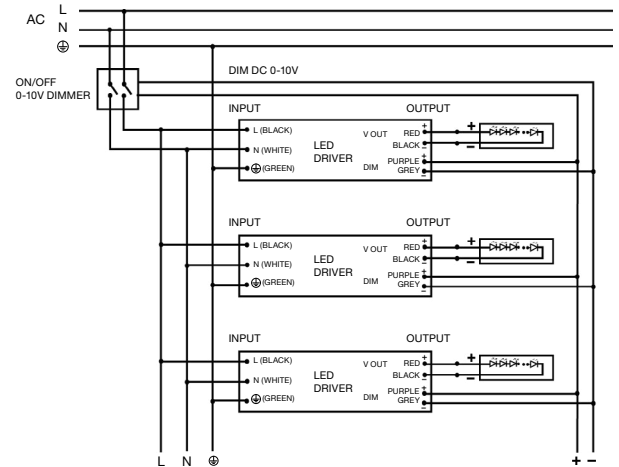 AC
L
N
DIM DC 0-10V
ON/OFF
0-10V DIMMER
INPUT OUTPUT
L (BLACK)
N (WHITE)
(GREEN)
LED
DRIVER
V OUT
DIM
RED +
BLACK −
PURPLE +
GREY −
+
−
INPUT OUTPUT
L (BLACK)
N (WHITE)
(GREEN)
LED
DRIVER
V OUT
DIM
RED +
BLACK −
PURPLE +
GREY −
+
−
INPUT OUTPUT
L (BLACK)
N (WHITE)
(GREEN)
LED
DRIVER
V OUT
DIM
RED +
BLACK −
PURPLE +
GREY −
+
−
L N + −